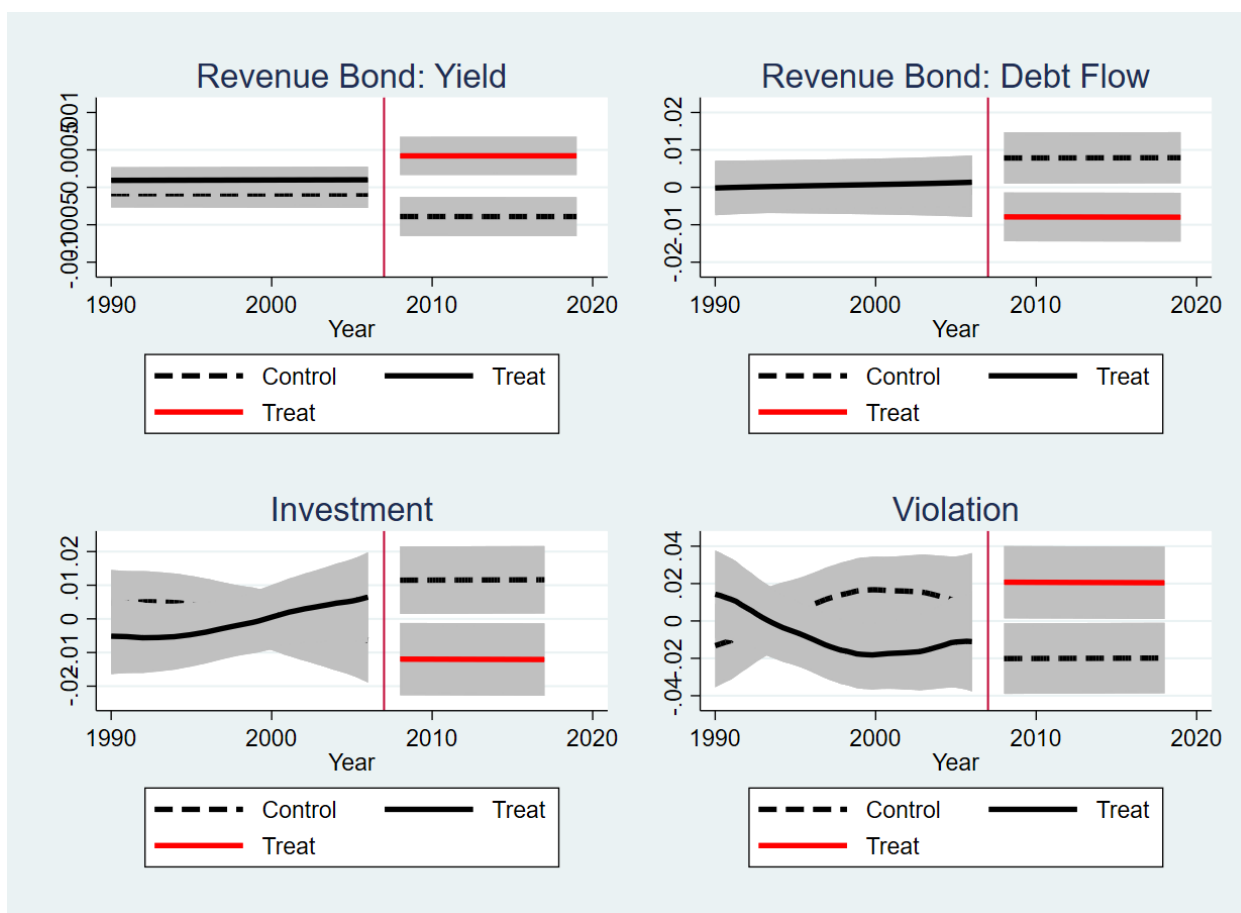 Revenue Bond: Yield
1990 2000 2010 2020
Year
Control Treat
Treat
Revenue Bond: Debt Flow
-.02 -.01 0 .01 .02
1990 2000 2010 2020
Year
Control Treat
Treat
Investment
-.02 -.01 0 .01 .02
1990 2000 2010 2020
Year
Control Treat
Treat
Violation
-.04 -.02 0 .02 .04
1990 2000 2010 2020
Year
Control Treat
Treat